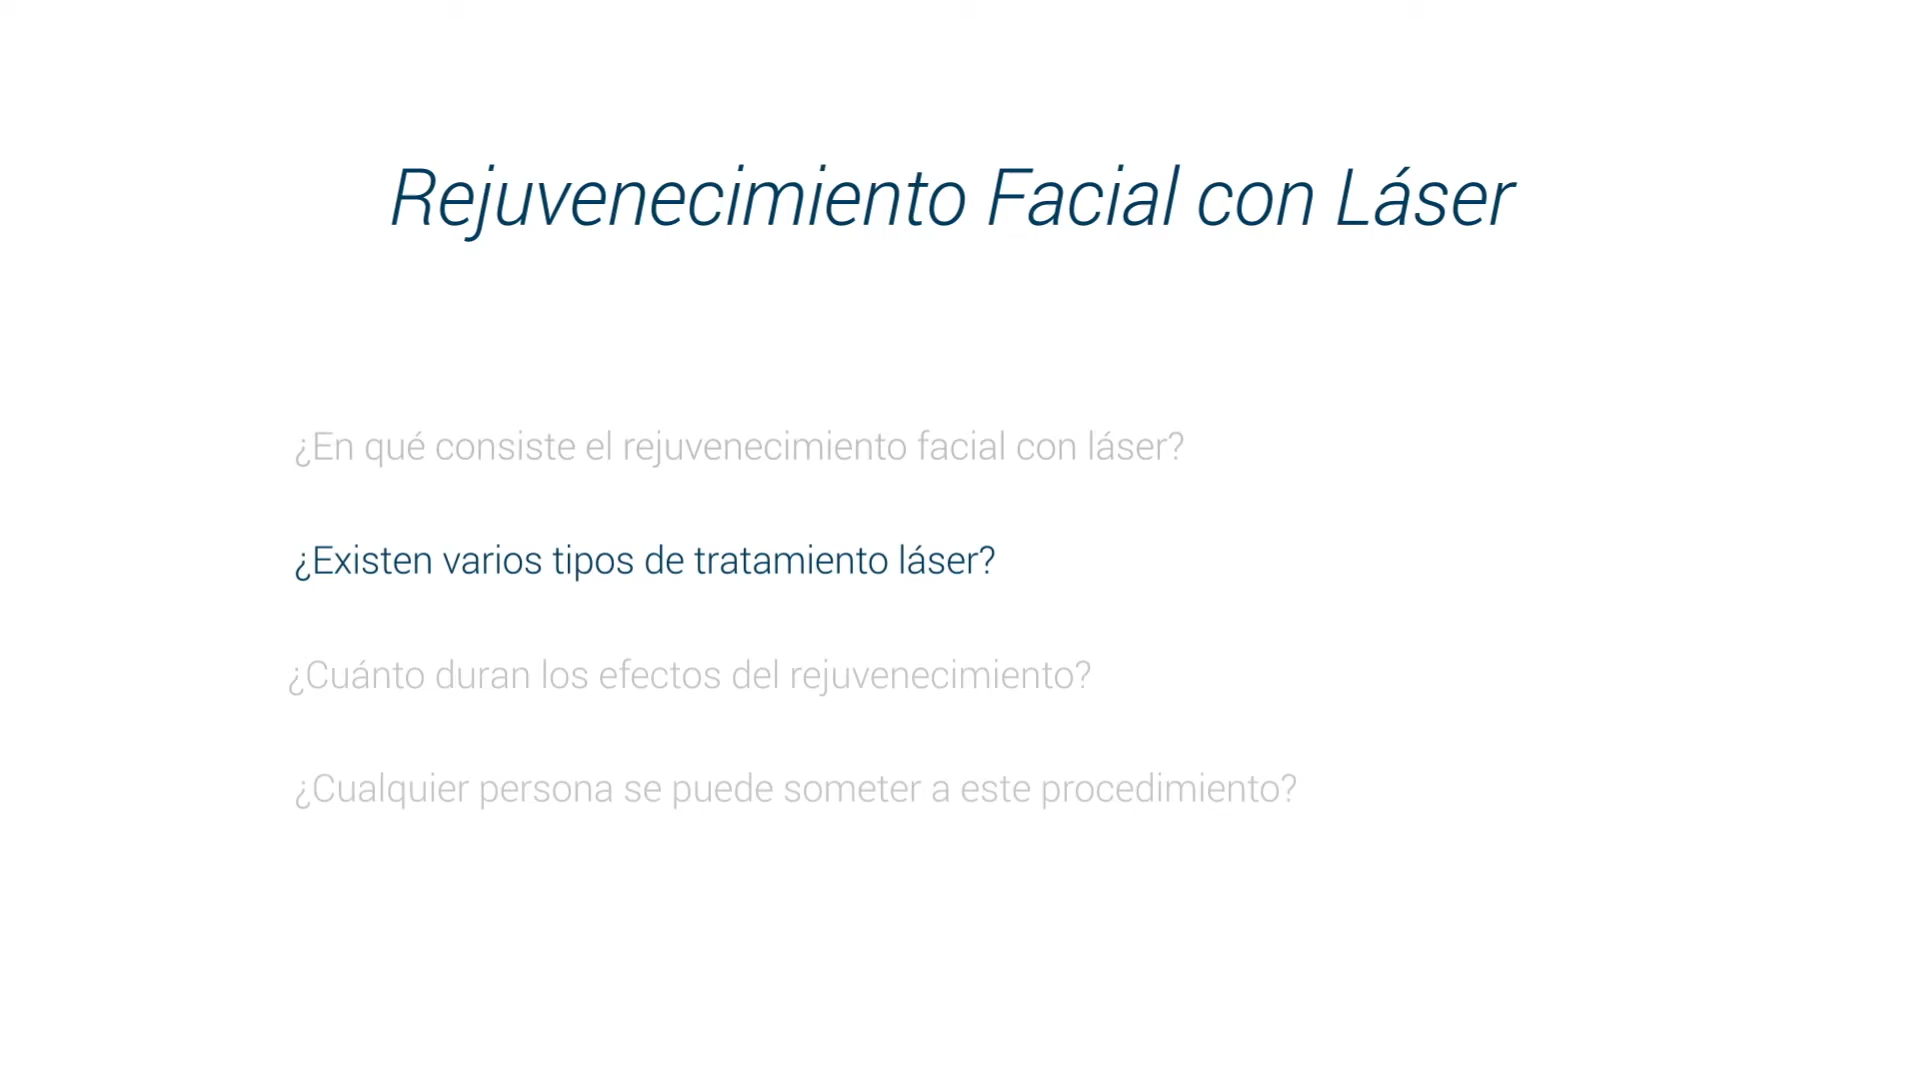 Rejuvenecimiento Facial con Láser
¿En qué consiste el rejuvenecimiento facial con láser?
¿Existen varios tipos de tratamiento láser?
¿Cuánto duran los efectos del rejuvenecimiento?
¿Cualquier persona se puede someter a este procedimiento?